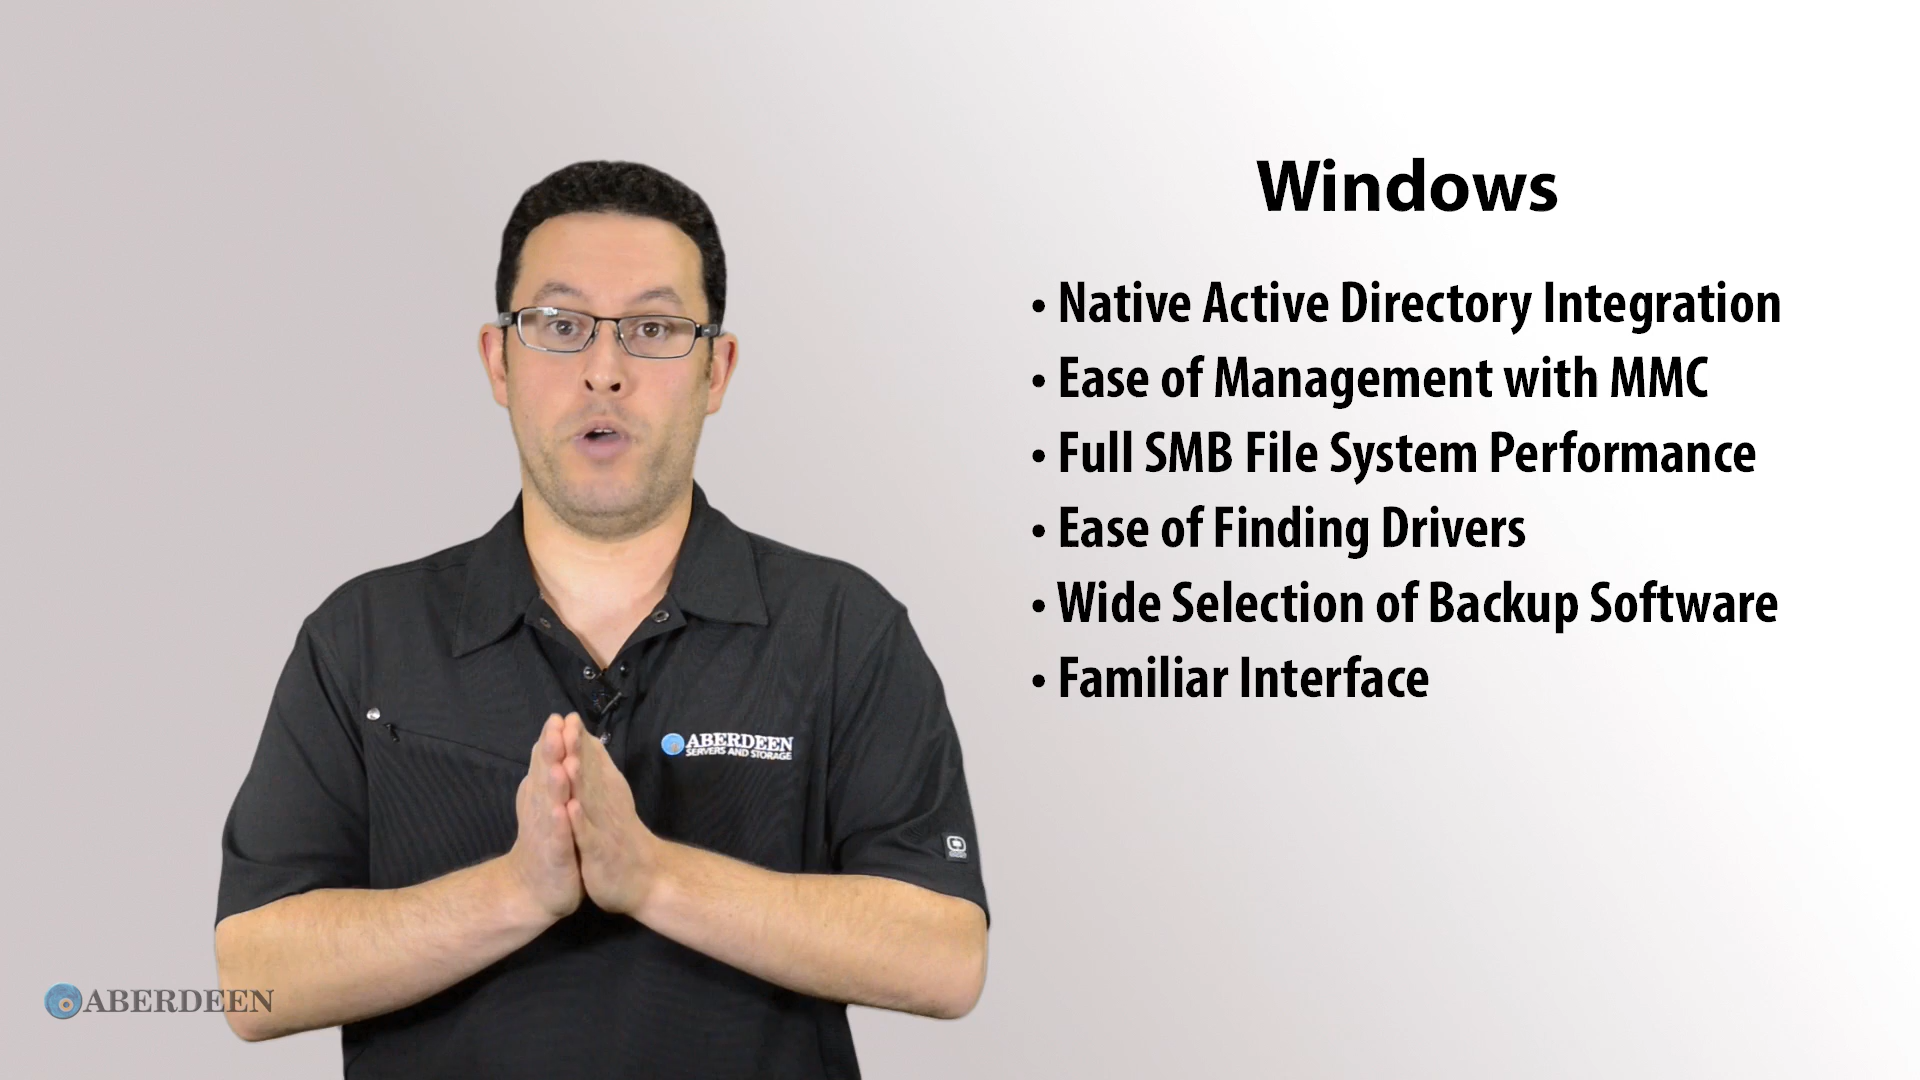 Windows
• Native Active Directory Integration
• Ease of Management with MMC
• Full SMB File System Performance
• Ease of Finding Drivers
• Wide Selection of Backup Software
• Familiar Interface
ABERDEEN
SERVERS AND STORAGE
ABERDEEN